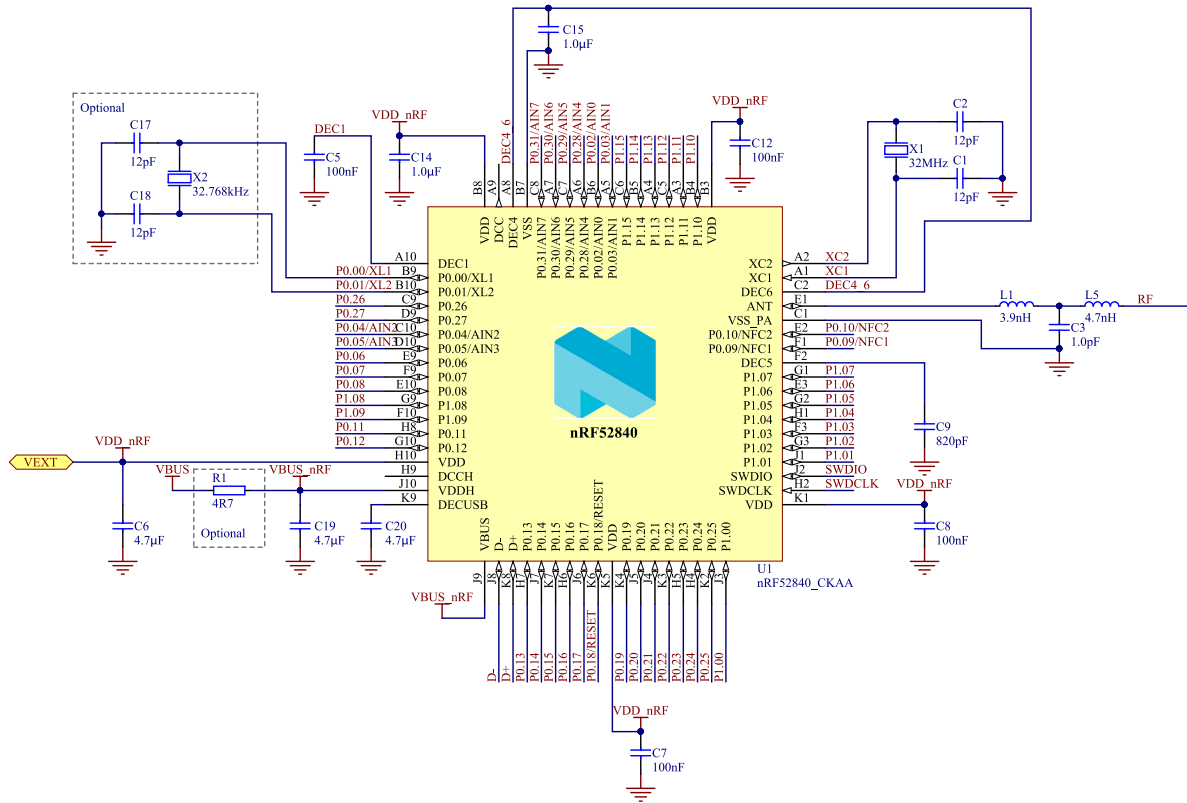 C15
1.0µF
Optional
C17
12pF
X2
32.768kHz
C18
12pF
DEC1
C5
100nF
VDD_nRF
C14
1.0µF
DEC4_6
P0.31/AIN7
P0.30/AIN6
P0.29/AIN5
P0.28/AIN4
P0.02/AIN0
P0.03/AIN1
P1.15
P1.14
P1.13
P1.12
P1.11
P1.10
VDD_nRF
C12
100nF
C2
12pF
X1
32MHz
C1
12pF
B8
A9
A8
B7
C8
A7
C7
A6
B6
A5
C6
B5
A4
C5
A3
B4
B3
VDD
DCC
DEC4
VSS
P0.31/AIN7
P0.30/AIN6
P0.29/AIN5
P0.28/AIN4
P0.02/AIN0
P0.03/AIN1
P1.15
P1.14
P1.13
P1.12
P1.11
P1.10
VDD
A10 DEC1
P0.00/XL1 B9 P0.00/XL1
P0.01/XL2 B10 P0.01/XL2
P0.26 C9 P0.26
P0.27 D9 P0.27
P0.04/AIN2 C10 P0.04/AIN2
P0.05/AIN3 D10 P0.05/AIN3
P0.06 E9 P0.06
P0.07 F9 P0.07
P0.08 E10 P0.08
P1.08 G9 P1.08
P1.09 F10 P1.09
P0.11 H8 P0.11
P0.12 G10 P0.12
H10 VDD
H9 DCCH
J10 VDDH
K9 DECUSB
XC2 A2 XC2
XC1 A1 XC1
DEC6 C2 DEC4_6
ANT E1
VSS_PA C1
P0.10/NFC2 E2 P0.10/NFC2
P0.09/NFC1 F1 P0.09/NFC1
DEC5 F2
P1.07 G1 P1.07
P1.06 E3 P1.06
P1.05 G2 P1.05
P1.04 H1 P1.04
P1.03 F3 P1.03
P1.02 G3 P1.02
P1.01 J1 P1.01
SWDIO J2 SWDIO
SWDCLK H2 SWDCLK
VDD K1
L1
3.9nH
L5
4.7nH
RF
C3
1.0pF
C9
820pF
VDD_nRF
C8
100nF
nRF52840
VEXT
VDD_nRF
C6
4.7µF
VBUS
R1
4R7
Optional
VBUS_nRF
C19
4.7µF
C20
4.7µF
VBUS
D-
D+
P0.13
P0.14
P0.15
P0.16
P0.17
P0.18/RESET
VDD
P0.19
P0.20
P0.21
P0.22
P0.23
P0.24
P0.25
P1.00
U1
nRF52840_CKAA
J9
J8
K8
H7
J7
K7
H6
J6
K6
K5
K4
J5
J4
K3
H5
H4
K2
J3
VBUS_nRF
D-
D+
P0.13
P0.14
P0.15
P0.16
P0.17
P0.18/RESET
P0.19
P0.20
P0.21
P0.22
P0.23
P0.24
P0.25
P1.00
VDD_nRF
C7
100nF